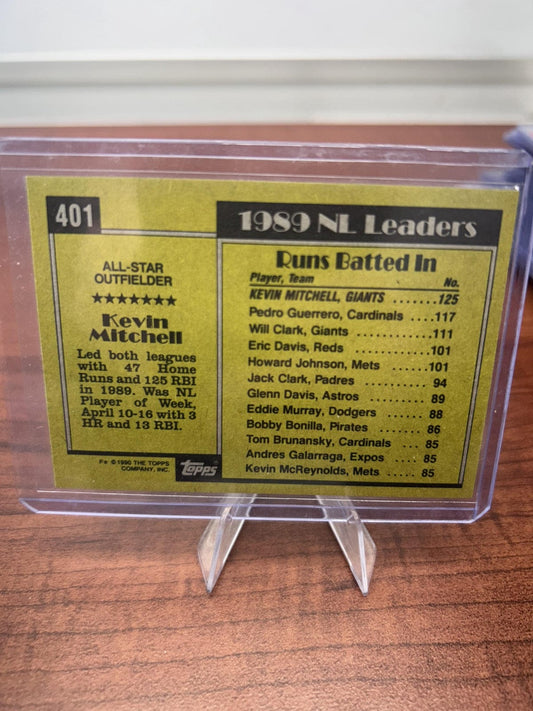 401
ALL-STAR
OUTFIELDER
★★★★★★★
Kevin
Mitchell
Led both leagues
with 47 Home
Runs and 125 RBI
in 1989. Was NL
Player of Week,
April 10-16 with 3
HR and 13 RBI.
F* © 1990 THE TOPPS
COMPANY, INC.
Topps
1989 NL Leaders
Runs Batted In
Player, Team No.
KEVIN MITCHELL, GIANTS .......125
Pedro Guerrero, Cardinals ....117
Will Clark, Giants ..............111
Eric Davis, Reds ................101
Howard Johnson, Mets ......101
Jack Clark, Padres ............. 94
Glenn Davis, Astros ........... 89
Eddie Murray, Dodgers ...... 88
Bobby Bonilla, Pirates ....... 86
Tom Brunansky, Cardinals ... 85
Andres Galarraga, Expos .... 85
Kevin McReynolds, Mets .... 85